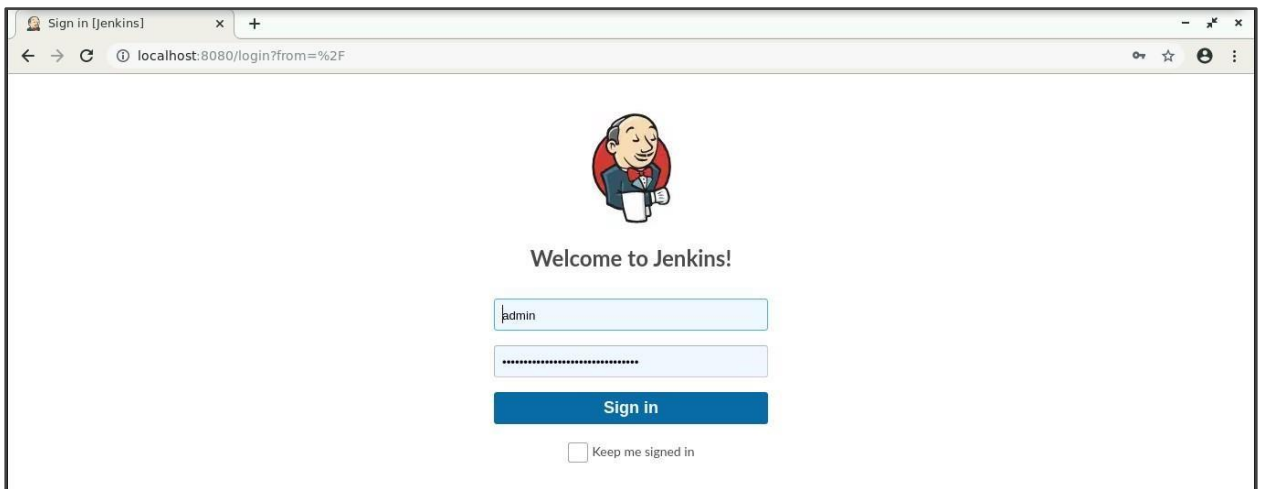 Sign in [Jenkins]
localhost:8080/login?from=%2F
Welcome to Jenkins!
admin
••••••••••••••••••••••••••••••••
Sign in
Keep me signed in